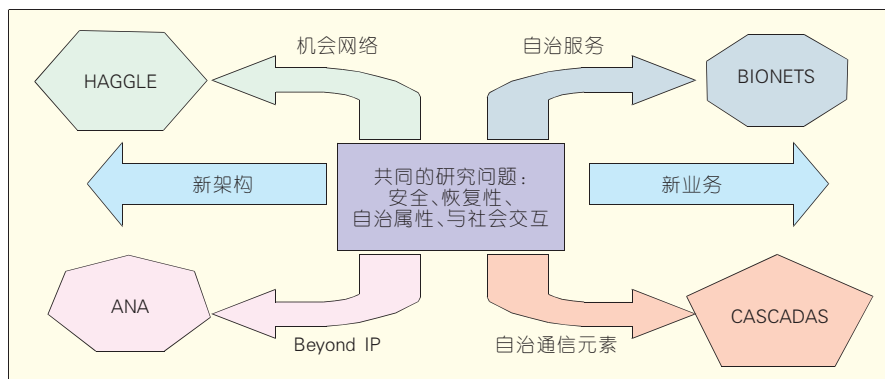 机会网络
自治服务
HAGGLE
BIONETS
新架构
共同的研究问题:
安全、恢复性、
自治属性、与社会交互
新业务
ANA
CASCADAS
Beyond IP
自治通信元素